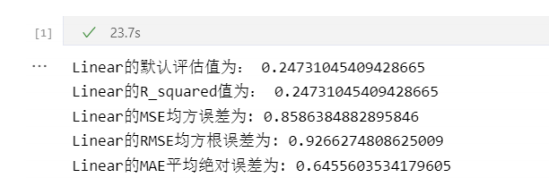 [1] ✓ 23.7s
... Linear的默认评估值为: 0.24731045409428665
Linear的R_squared值为: 0.24731045409428665
Linear的MSE均方误差为: 0.8586384882895846
Linear的RMSE均方根误差为: 0.9266274808625009
Linear的MAE平均绝对误差为: 0.6455603534179605